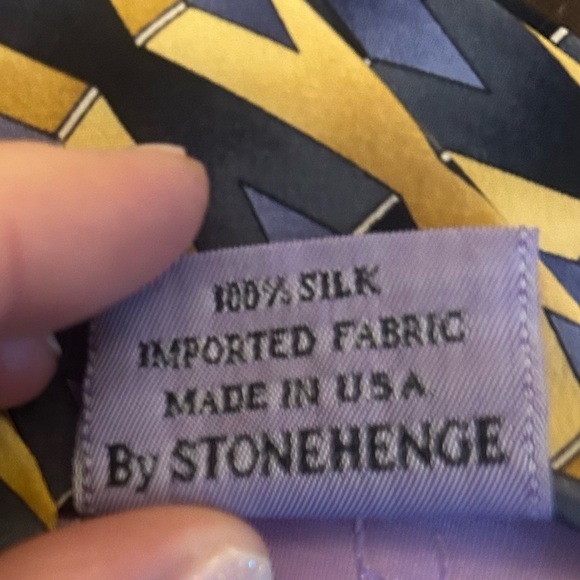 100% SILK
IMPORTED FABRIC
MADE IN USA
By STONEHENGE